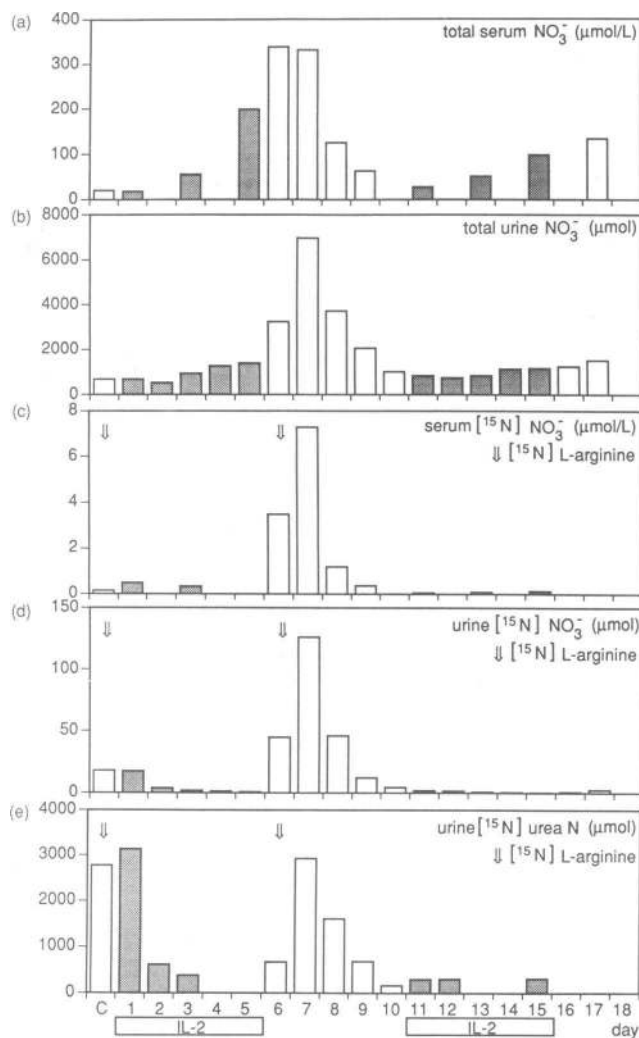 (a)
total serum NO₃⁻ (μmol/L)
400
300
200
100
0
(b)
total urine NO₃⁻ (μmol)
8000
6000
4000
2000
0
(c)
serum [¹⁵N] NO₃⁻ (μmol/L)
⇓ ⇓ ⇓ [¹⁵N] L-arginine
8
6
4
2
0
(d)
urine [¹⁵N] NO₃⁻ (μmol)
⇓ ⇓ ⇓ [¹⁵N] L-arginine
150
100
50
0
(e)
urine [¹⁵N] urea N (μmol)
⇓ ⇓ ⇓ [¹⁵N] L-arginine
4000
3000
2000
1000
0
C 1 2 3 4 5 6 7 8 9 10 11 12 13 14 15 16 17 18
IL-2 IL-2 day